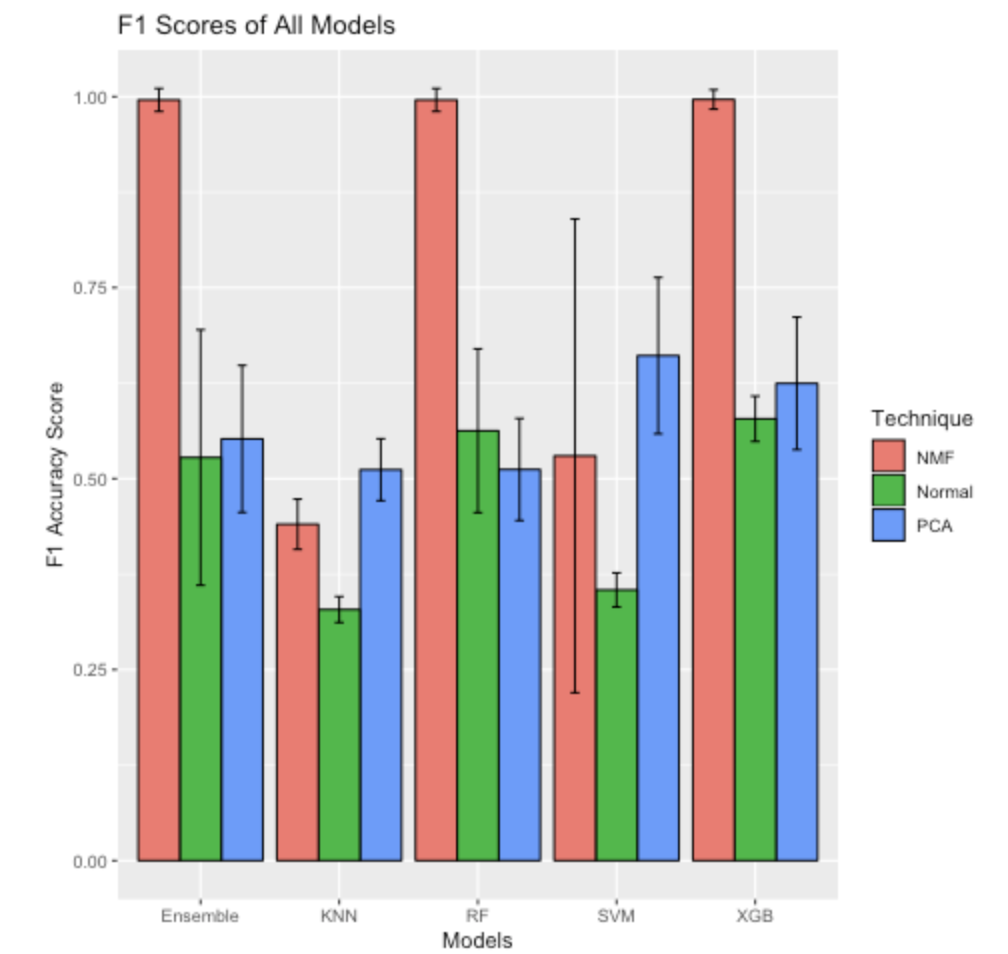 F1 Scores of All Models
1.00
0.75
0.50
0.25
0.00
F1 Accuracy Score
Ensemble KNN RF SVM XGB
Models
Technique
NMF
Normal
PCA